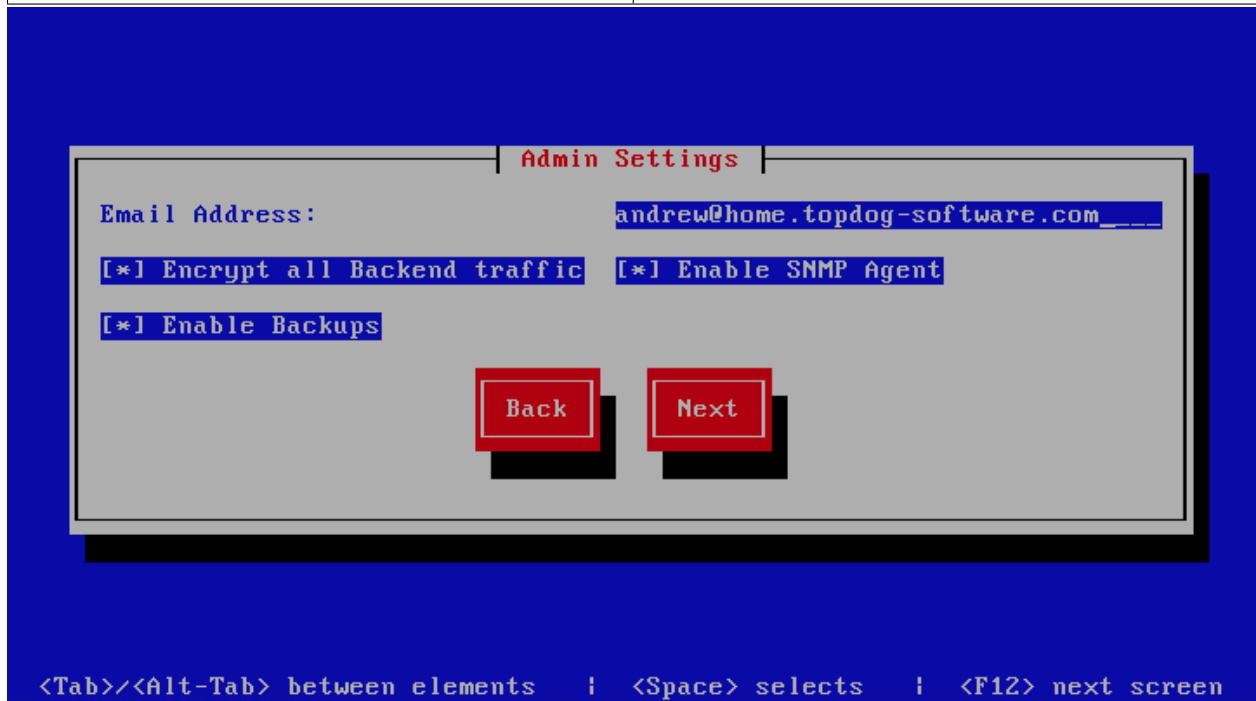 Admin Settings
Email Address: andrew@home.topdog-software.com____
[*] Encrypt all Backend traffic [*] Enable SNMP Agent
[*] Enable Backups
Back Next
<Tab>/<Alt-Tab> between elements | <Space> selects | <F12> next screen